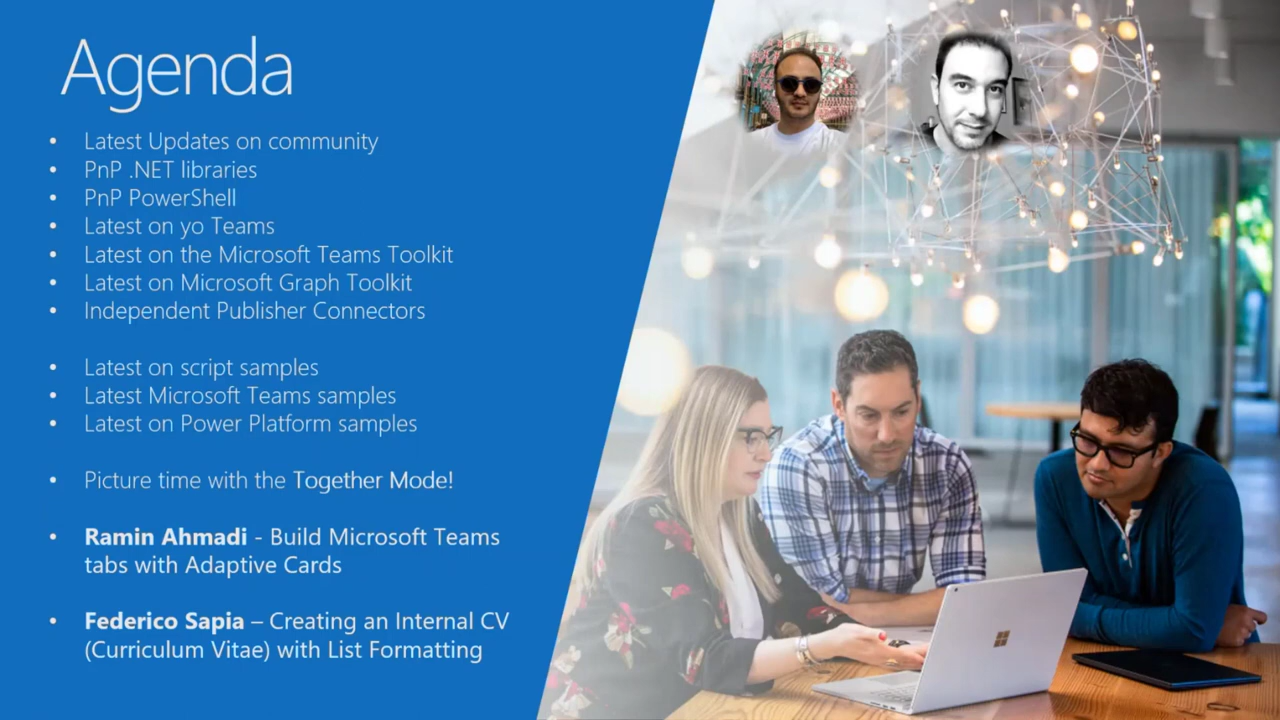 Agenda
• Latest Updates on community
• PnP .NET libraries
• PnP PowerShell
• Latest on yo Teams
• Latest on the Microsoft Teams Toolkit
• Latest on Microsoft Graph Toolkit
• Independent Publisher Connectors
• Latest on script samples
• Latest Microsoft Teams samples
• Latest on Power Platform samples
• Picture time with the Together Mode!
• Ramin Ahmadi - Build Microsoft Teams
tabs with Adaptive Cards
• Federico Sapia – Creating an Internal CV
(Curriculum Vitae) with List Formatting